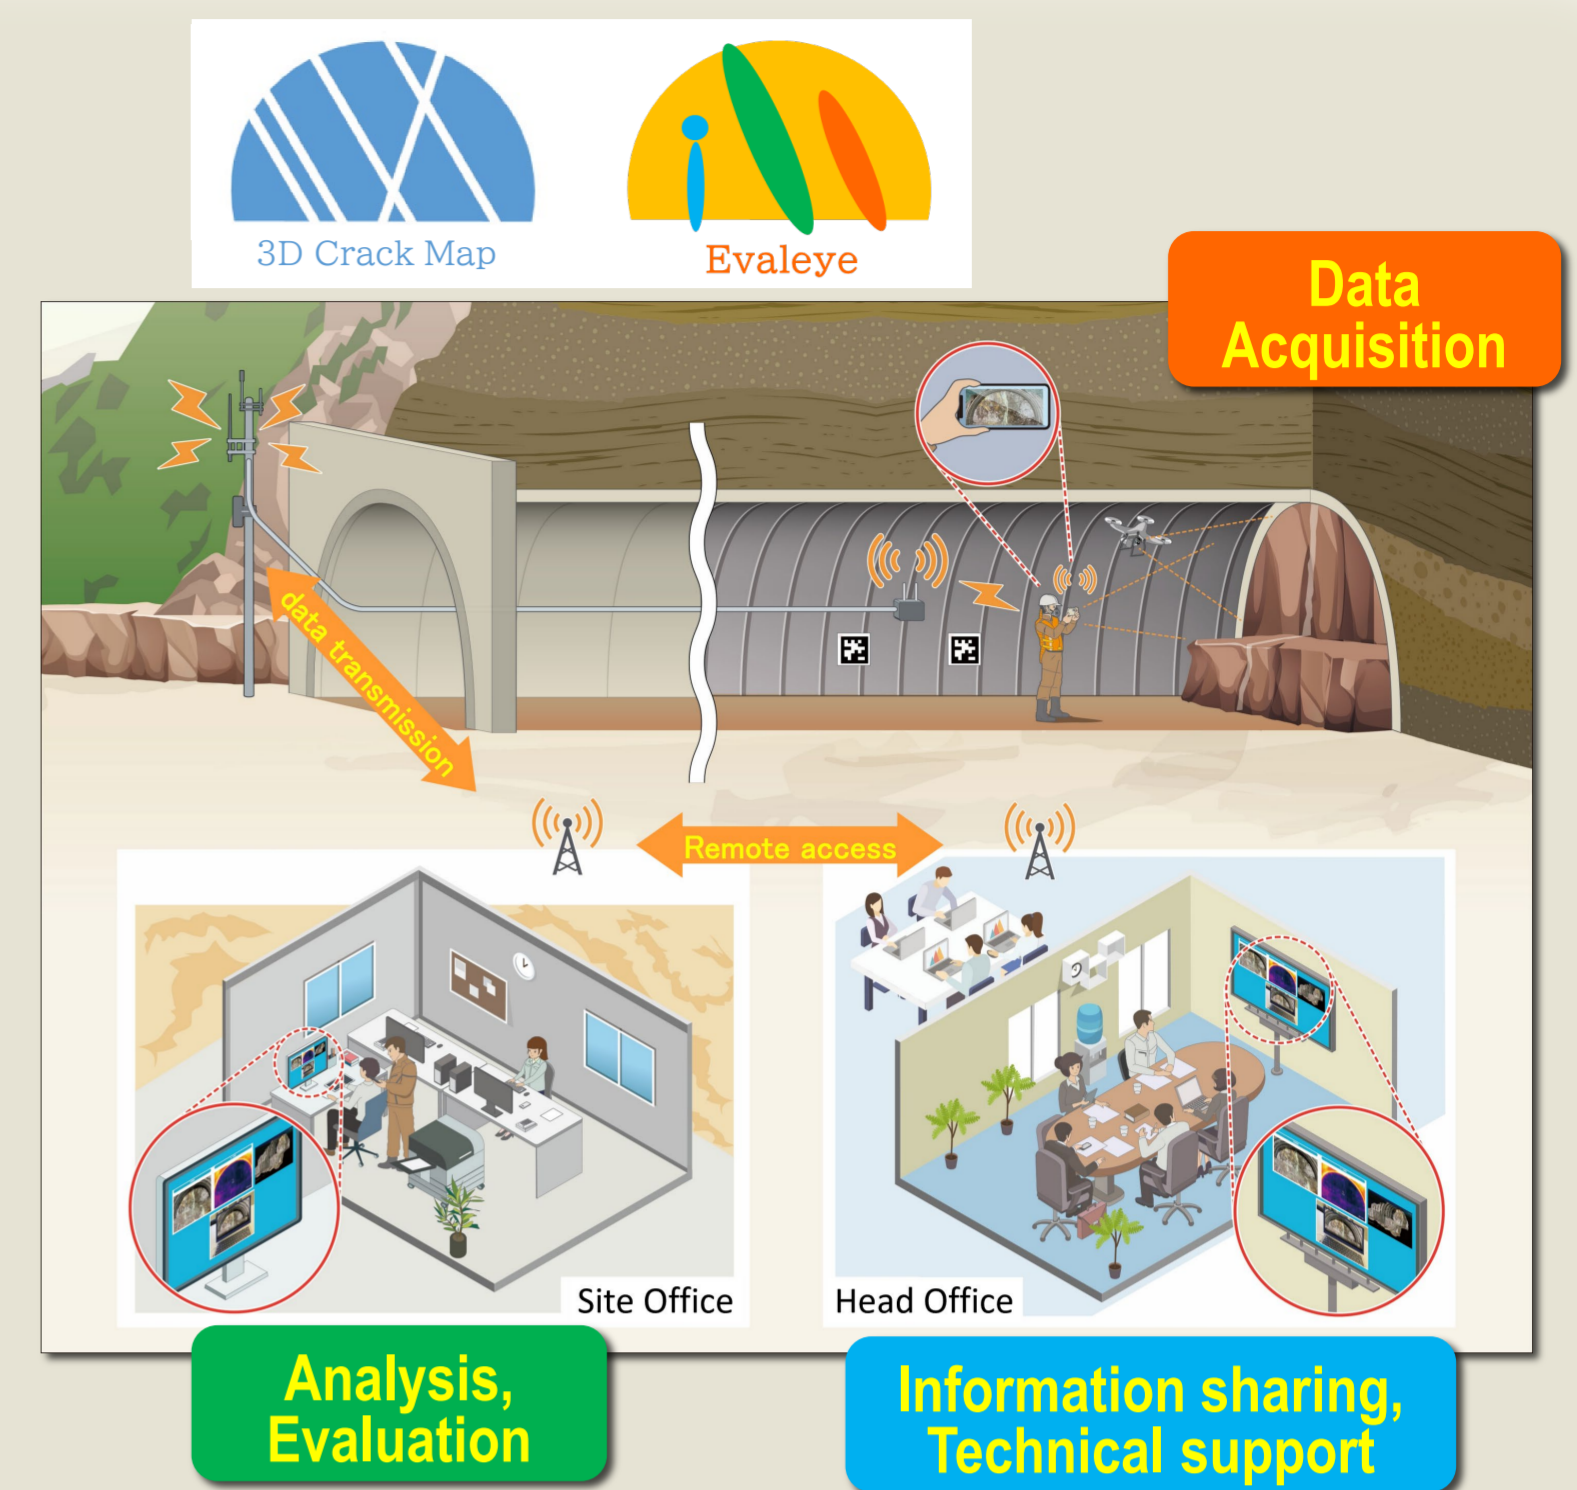 3D Crack Map
Evaleye
Data
Acquisition
data transmission
Remote access
Site Office
Head Office
Analysis,
Evaluation
Information sharing,
Technical support